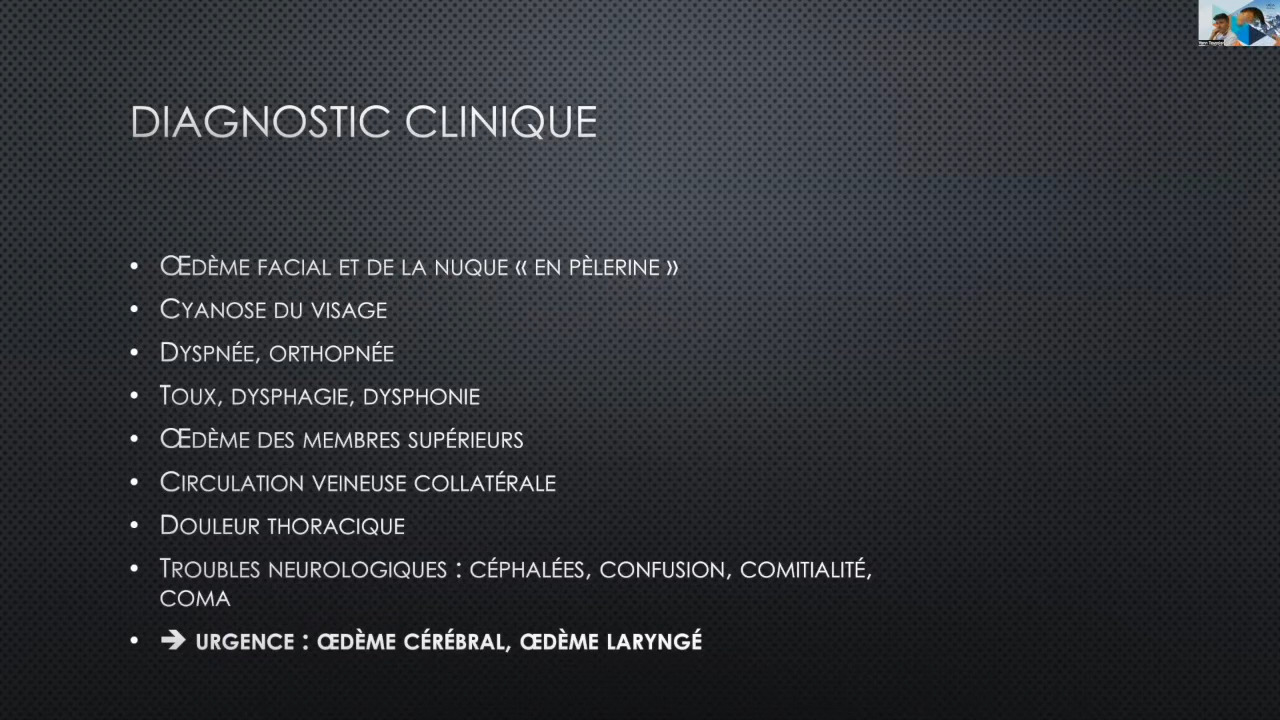 DIAGNOSTIC CLINIQUE
• ŒDÈME FACIAL ET DE LA NUQUE « EN PÈLERINE »
• CYANOSE DU VISAGE
• DYSPNÉE, ORTHOPNÉE
• TOUX, DYSPHAGIE, DYSPHONIE
• ŒDÈME DES MEMBRES SUPÉRIEURS
• CIRCULATION VEINEUSE COLLATÉRALE
• DOULEUR THORACIQUE
• TROUBLES NEUROLOGIQUES : CÉPHALÉES, CONFUSION, COMITIALITÉ,
COMA
• ➔ URGENCE : ŒDÈME CÉRÉBRAL, ŒDÈME LARYNGÉ